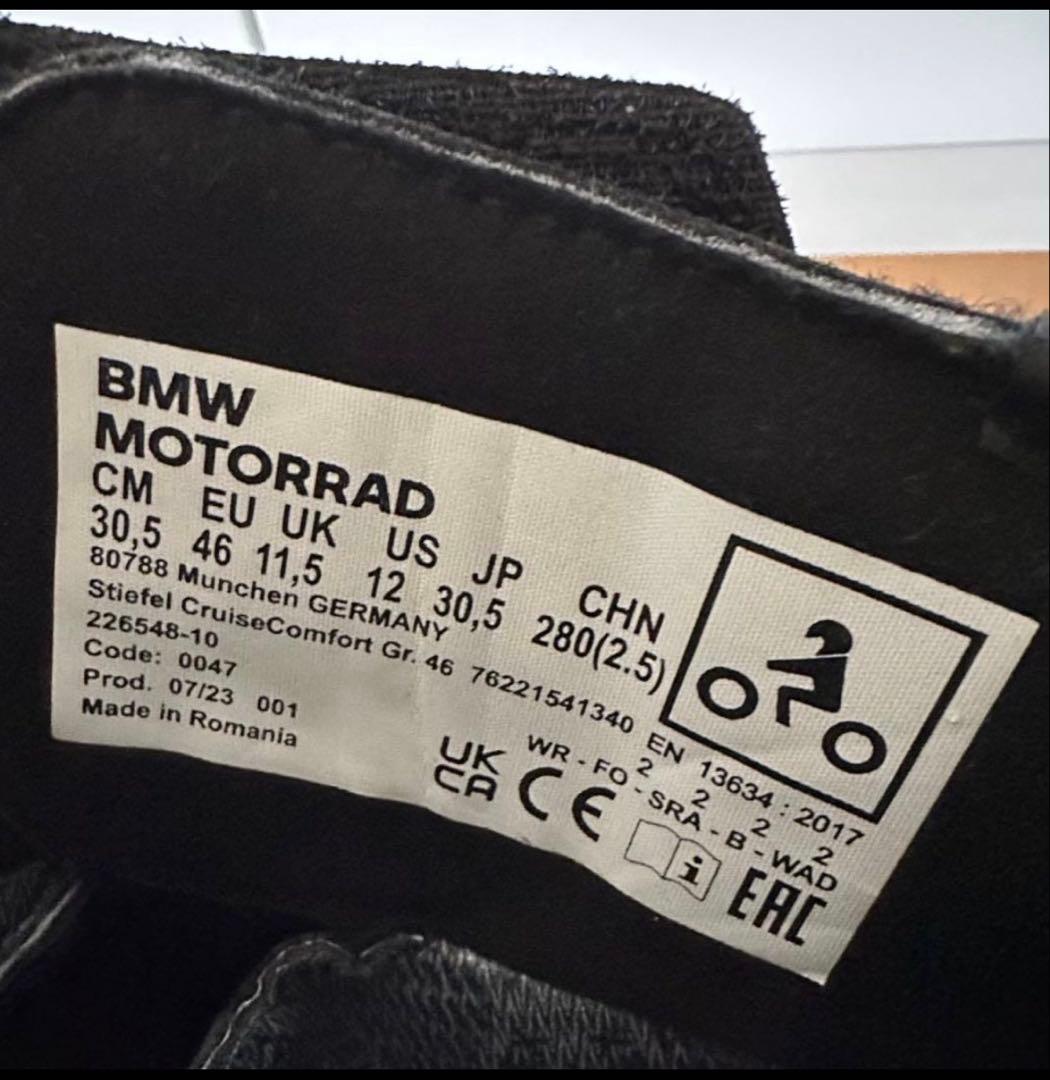 BMW
MOTORRAD
CM EU UK US JP CHN
30,5 46 11,5 12 30,5 280(2.5)
80788 Munchen GERMANY
Stiefel CruiseComfort Gr. 46 76221541340
226548-10
Code: 0047
Prod. 07/23 001
Made in Romania
EN 13634 : 2017
2 2 2 2
WR - FO - SRA - B - WAD
UK
CA CE
i
EAC